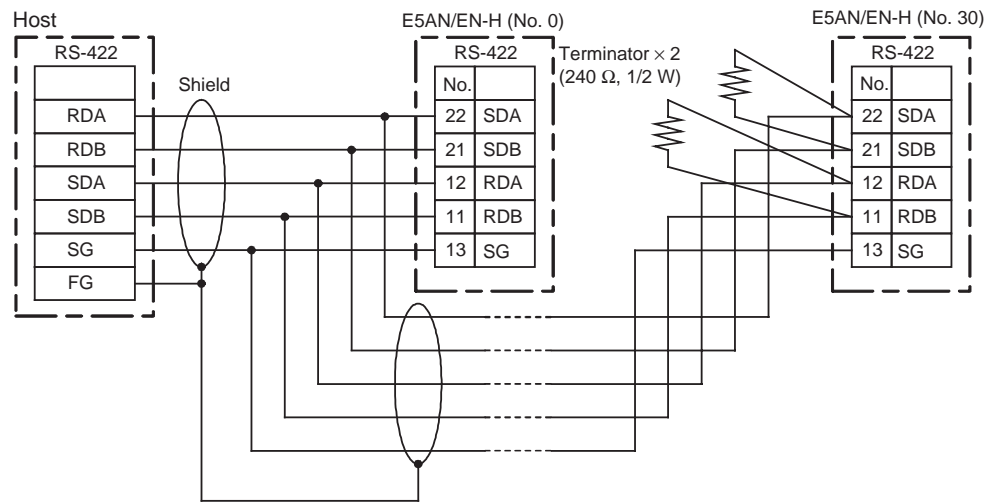 Host
E5AN/EN-H (No. 0)
E5AN/EN-H (No. 30)
RS-422
RS-422
Terminator × 2
(240 Ω, 1/2 W)
RS-422
Shield
No.
No.
RDA
22 SDA
22 SDA
RDB
21 SDB
21 SDB
SDA
12 RDA
12 RDA
SDB
11 RDB
11 RDB
SG
13 SG
13 SG
FG